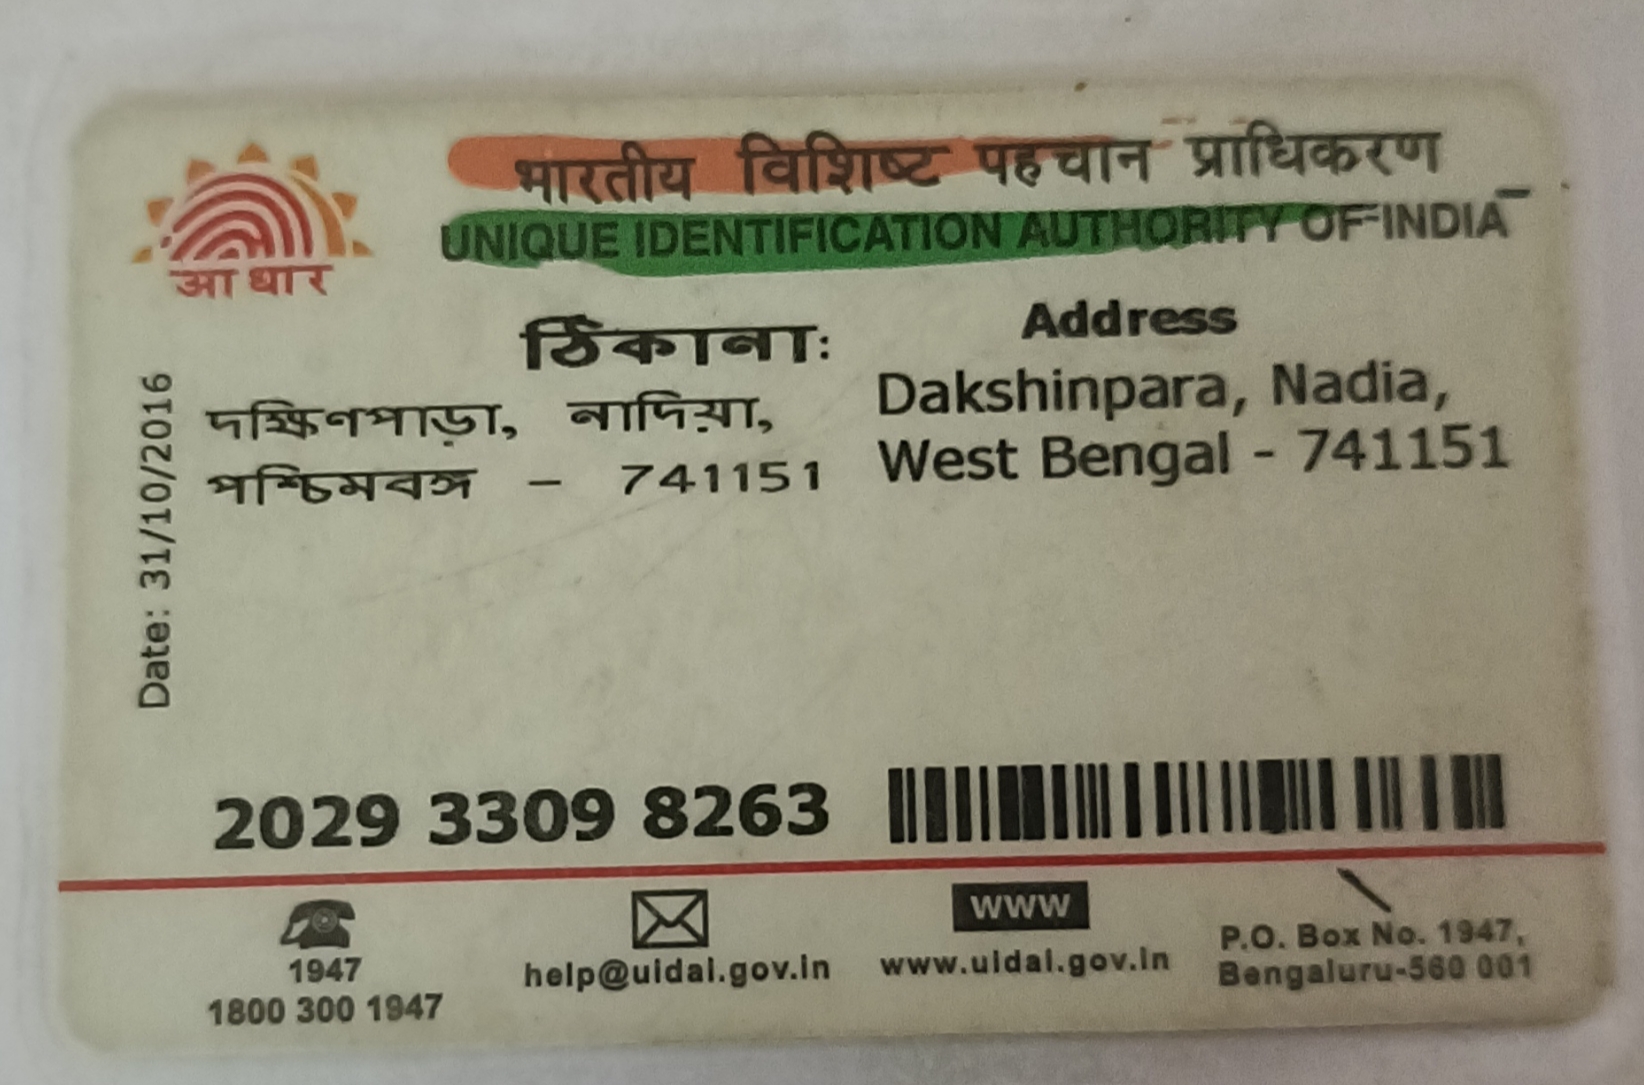 भारतीय विशिष्ट पहचान प्राधिकरण
UNIQUE IDENTIFICATION AUTHORITY OF INDIA
आधार
ঠিকানা:
দক্ষিণপাড়া, নাদিয়া,
পশ্চিমবঙ্গ - 741151
Address
Dakshinpara, Nadia,
West Bengal - 741151
Date: 31/10/2016
2029 3309 8263
1947
1800 300 1947
help@uidai.gov.in
www
www.uidai.gov.in
P.O. Box No. 1947,
Bengaluru-560 001